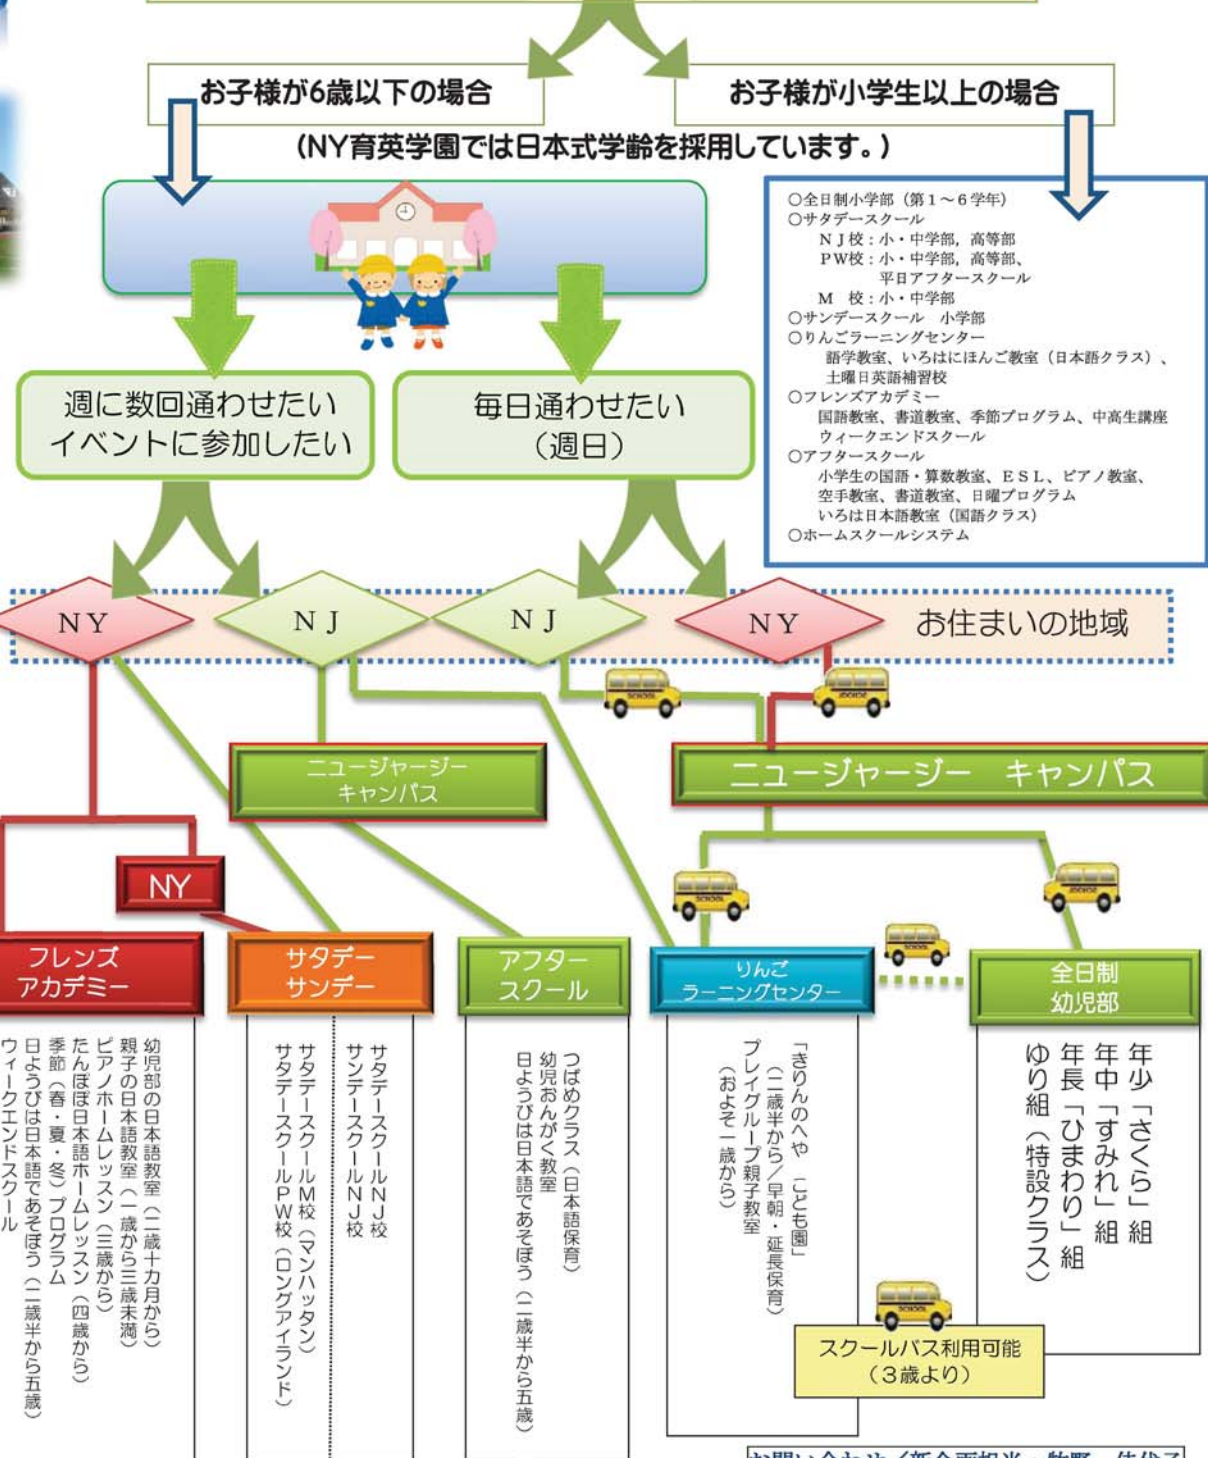 お子様が6歳以下の場合
お子様が小学生以上の場合
(NY育英学園では日本式学齢を採用しています。)
○全日制小学部（第１～６学年）
○サタデースクール
ＮＪ校：小・中学部，高等部
ＰＷ校：小・中学部，高等部、
平日アフタースクール
Ｍ　校：小・中学部
○サンデースクール　小学部
○りんごラーニングセンター
語学教室、いろはにほんご教室（日本語クラス）、
土曜日英語補習校
○フレンズアカデミー
国語教室、書道教室、季節プログラム、中高生講座
ウィークエンドスクール
○アフタースクール
小学生の国語・算数教室、ＥＳＬ、ピアノ教室、
空手教室、書道教室、日曜プログラム
いろは日本語教室（国語クラス）
○ホームスクールシステム
週に数回通わせたい
イベントに参加したい
毎日通わせたい
（週日）
ＮＹ
ＮＪ
ＮＪ
ＮＹ
お住まいの地域
SCHOOL
ニュージャージー
キャンパス
ニュージャージー　キャンパス
NY
SCHOOL
フレンズ
アカデミー
サタデー
サンデー
アフター
スクール
りんご
ラーニングセンター
全日制
幼児部
幼児部の日本語教室（二歳十カ月から）
親子の日本語教室（一歳から三歳未満）
ピアノホームレッスン（三歳から）
たんぽぽ日本語ホームレッスン（四歳から）
季節（春・夏・冬）プログラム
日ようびは日本語であそぼう（二歳半から五歳）
ウィークエンドスクール
サタデースクールＮＪ校
サンデースクールＮＪ校
サタデースクールＭ校（マンハッタン）
サタデースクールＰＷ校（ロングアイランド）
つばめクラス（日本語保育）
幼児おんがく教室
日ようびは日本語であそぼう（二歳半から五歳）
「きりんのへや　こども園」
（二歳半から／早朝・延長保育）
プレイグループ親子教室
（およそ一歳から）
年少「さくら」組
年中「すみれ」組
年長「ひまわり」組
ゆり組（特設クラス）
SCHOOL
スクールバス利用可能
（３歳より）